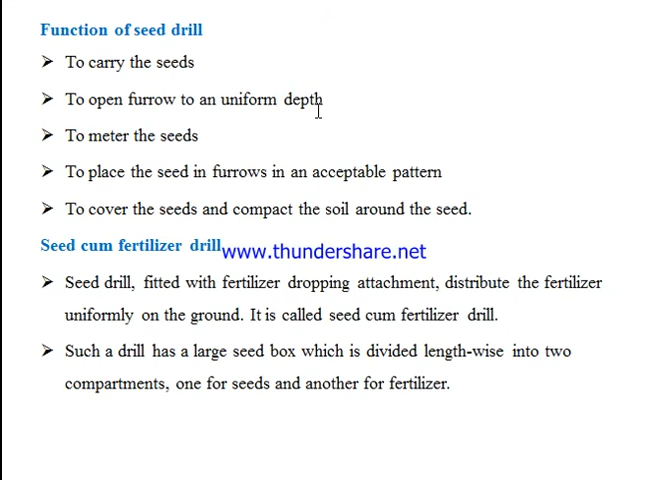 Function of seed drill
➤ To carry the seeds
➤ To open furrow to an uniform depth
➤ To meter the seeds
➤ To place the seed in furrows in an acceptable pattern
➤ To cover the seeds and compact the soil around the seed.
Seed cum fertilizer drill www.thundershare.net
➤ Seed drill, fitted with fertilizer dropping attachment, distribute the fertilizer
uniformly on the ground. It is called seed cum fertilizer drill.
➤ Such a drill has a large seed box which is divided length-wise into two
compartments, one for seeds and another for fertilizer.